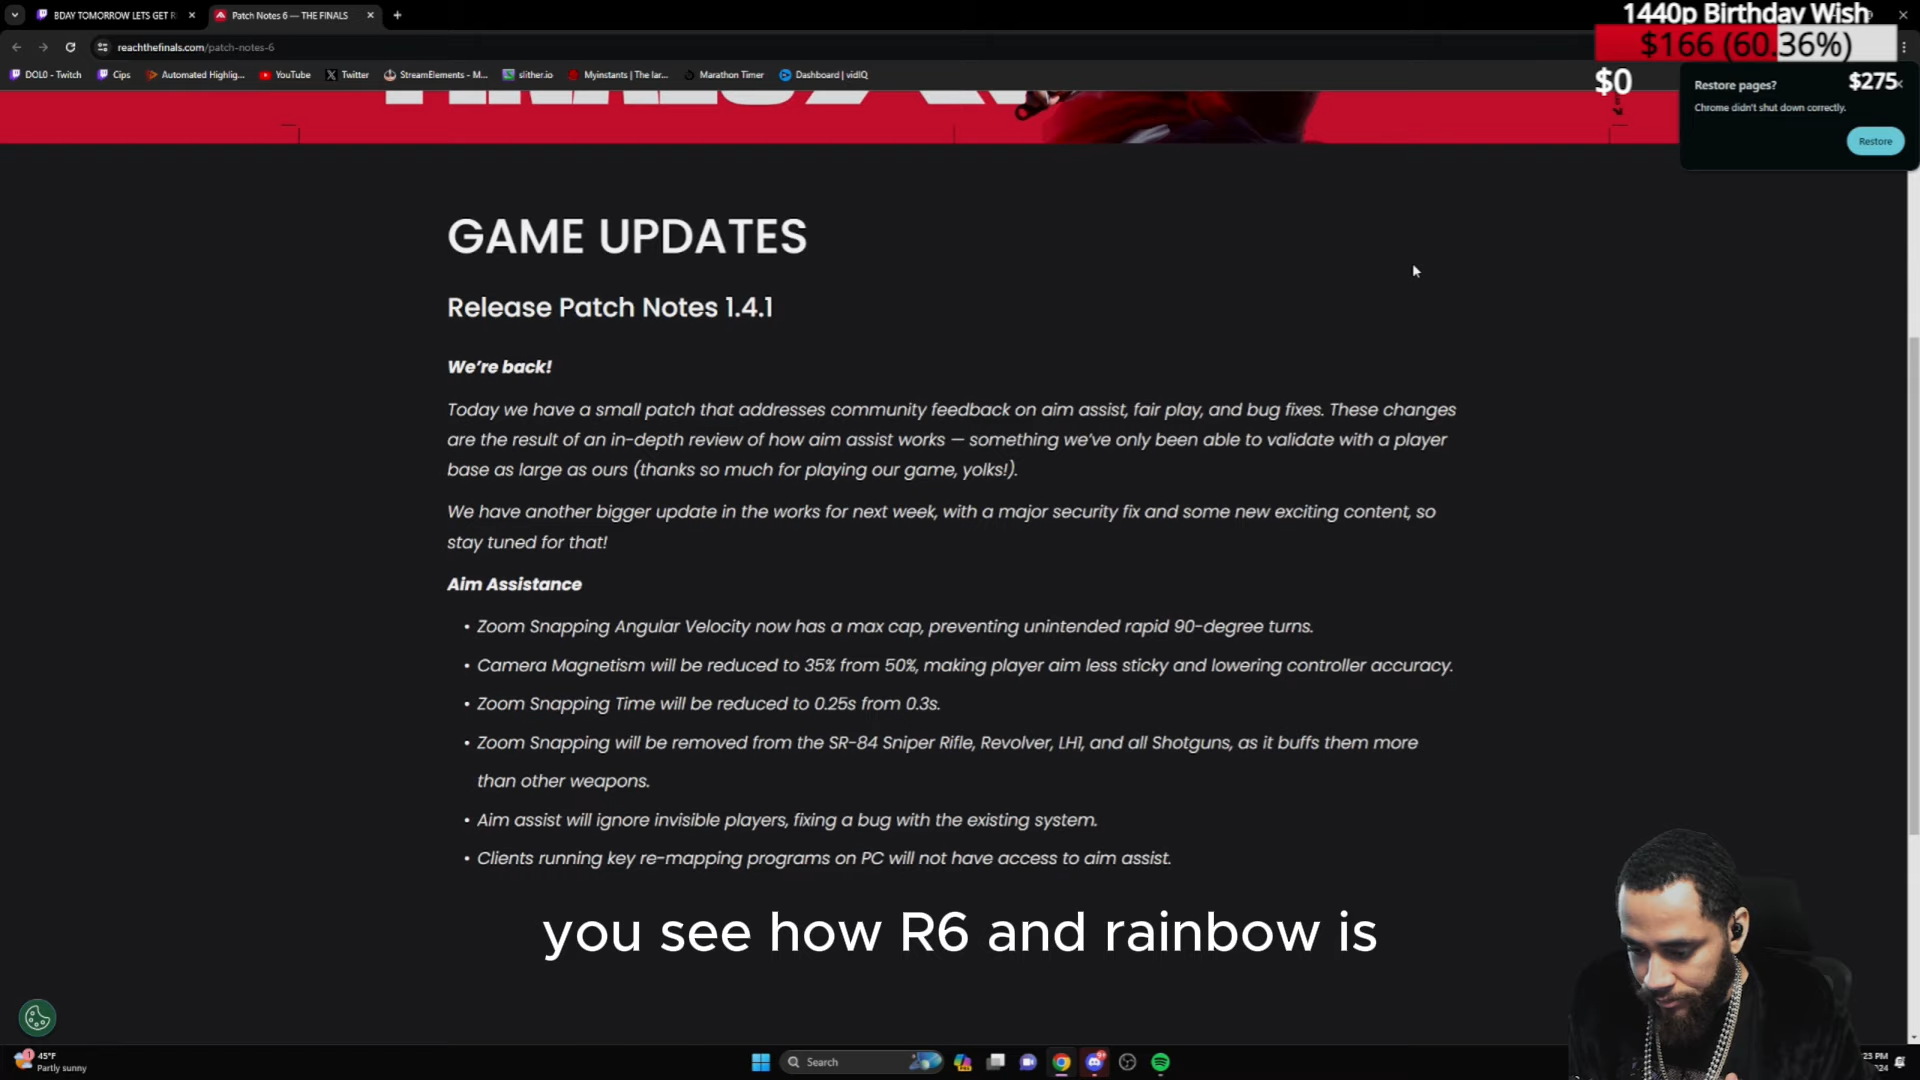 BDAY TOMORROW LETS GET R
Patch Notes 6 — THE FINALS
1440p Birthday Wish
reachthefinals.com/patch-notes-6
$166 (60.36%)
DOL0 - Twitch
Cips
Automated Highlig...
YouTube
Twitter
StreamElements - M...
slither.io
Myinstants | The lar...
Marathon Timer
Dashboard | vidIQ
$0
$275
Restore pages?
Chrome didn't shut down correctly.
Restore
GAME UPDATES
Release Patch Notes 1.4.1
We're back!
Today we have a small patch that addresses community feedback on aim assist, fair play, and bug fixes. These changes
are the result of an in-depth review of how aim assist works — something we've only been able to validate with a player
base as large as ours (thanks so much for playing our game, yolks!).
We have another bigger update in the works for next week, with a major security fix and some new exciting content, so
stay tuned for that!
Aim Assistance
• Zoom Snapping Angular Velocity now has a max cap, preventing unintended rapid 90-degree turns.
• Camera Magnetism will be reduced to 35% from 50%, making player aim less sticky and lowering controller accuracy.
• Zoom Snapping Time will be reduced to 0.25s from 0.3s.
• Zoom Snapping will be removed from the SR-84 Sniper Rifle, Revolver, LH1, and all Shotguns, as it buffs them more
than other weapons.
• Aim assist will ignore invisible players, fixing a bug with the existing system.
• Clients running key re-mapping programs on PC will not have access to aim assist.
you see how R6 and rainbow is
45°F
Partly sunny
Search